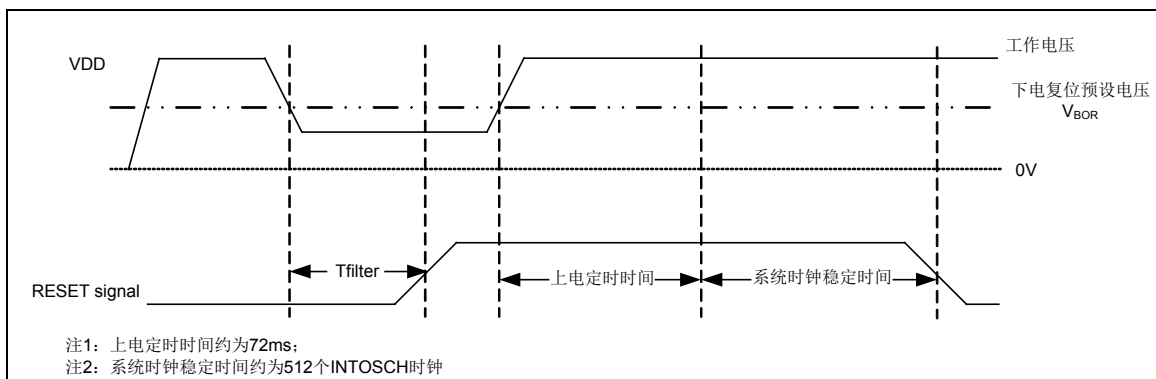 工作电压
VDD
下电复位预设电压
VBOR
0V
Tfilter
上电定时时间
系统时钟稳定时间
RESET signal
注1：上电定时时间约为72ms；
注2：系统时钟稳定时间约为512个INTOSCH时钟